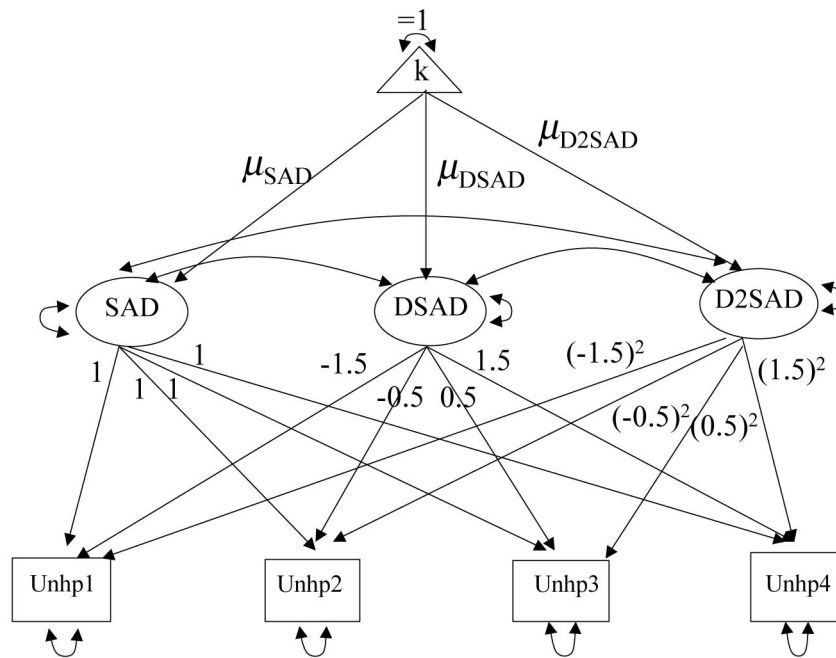 =1
k
μSAD
μDSAD
μD2SAD
SAD
DSAD
D2SAD
1
1
1
1
-1.5
-0.5
0.5
1.5
(-1.5)²
(-0.5)²
(0.5)²
(1.5)²
Unhp1
Unhp2
Unhp3
Unhp4